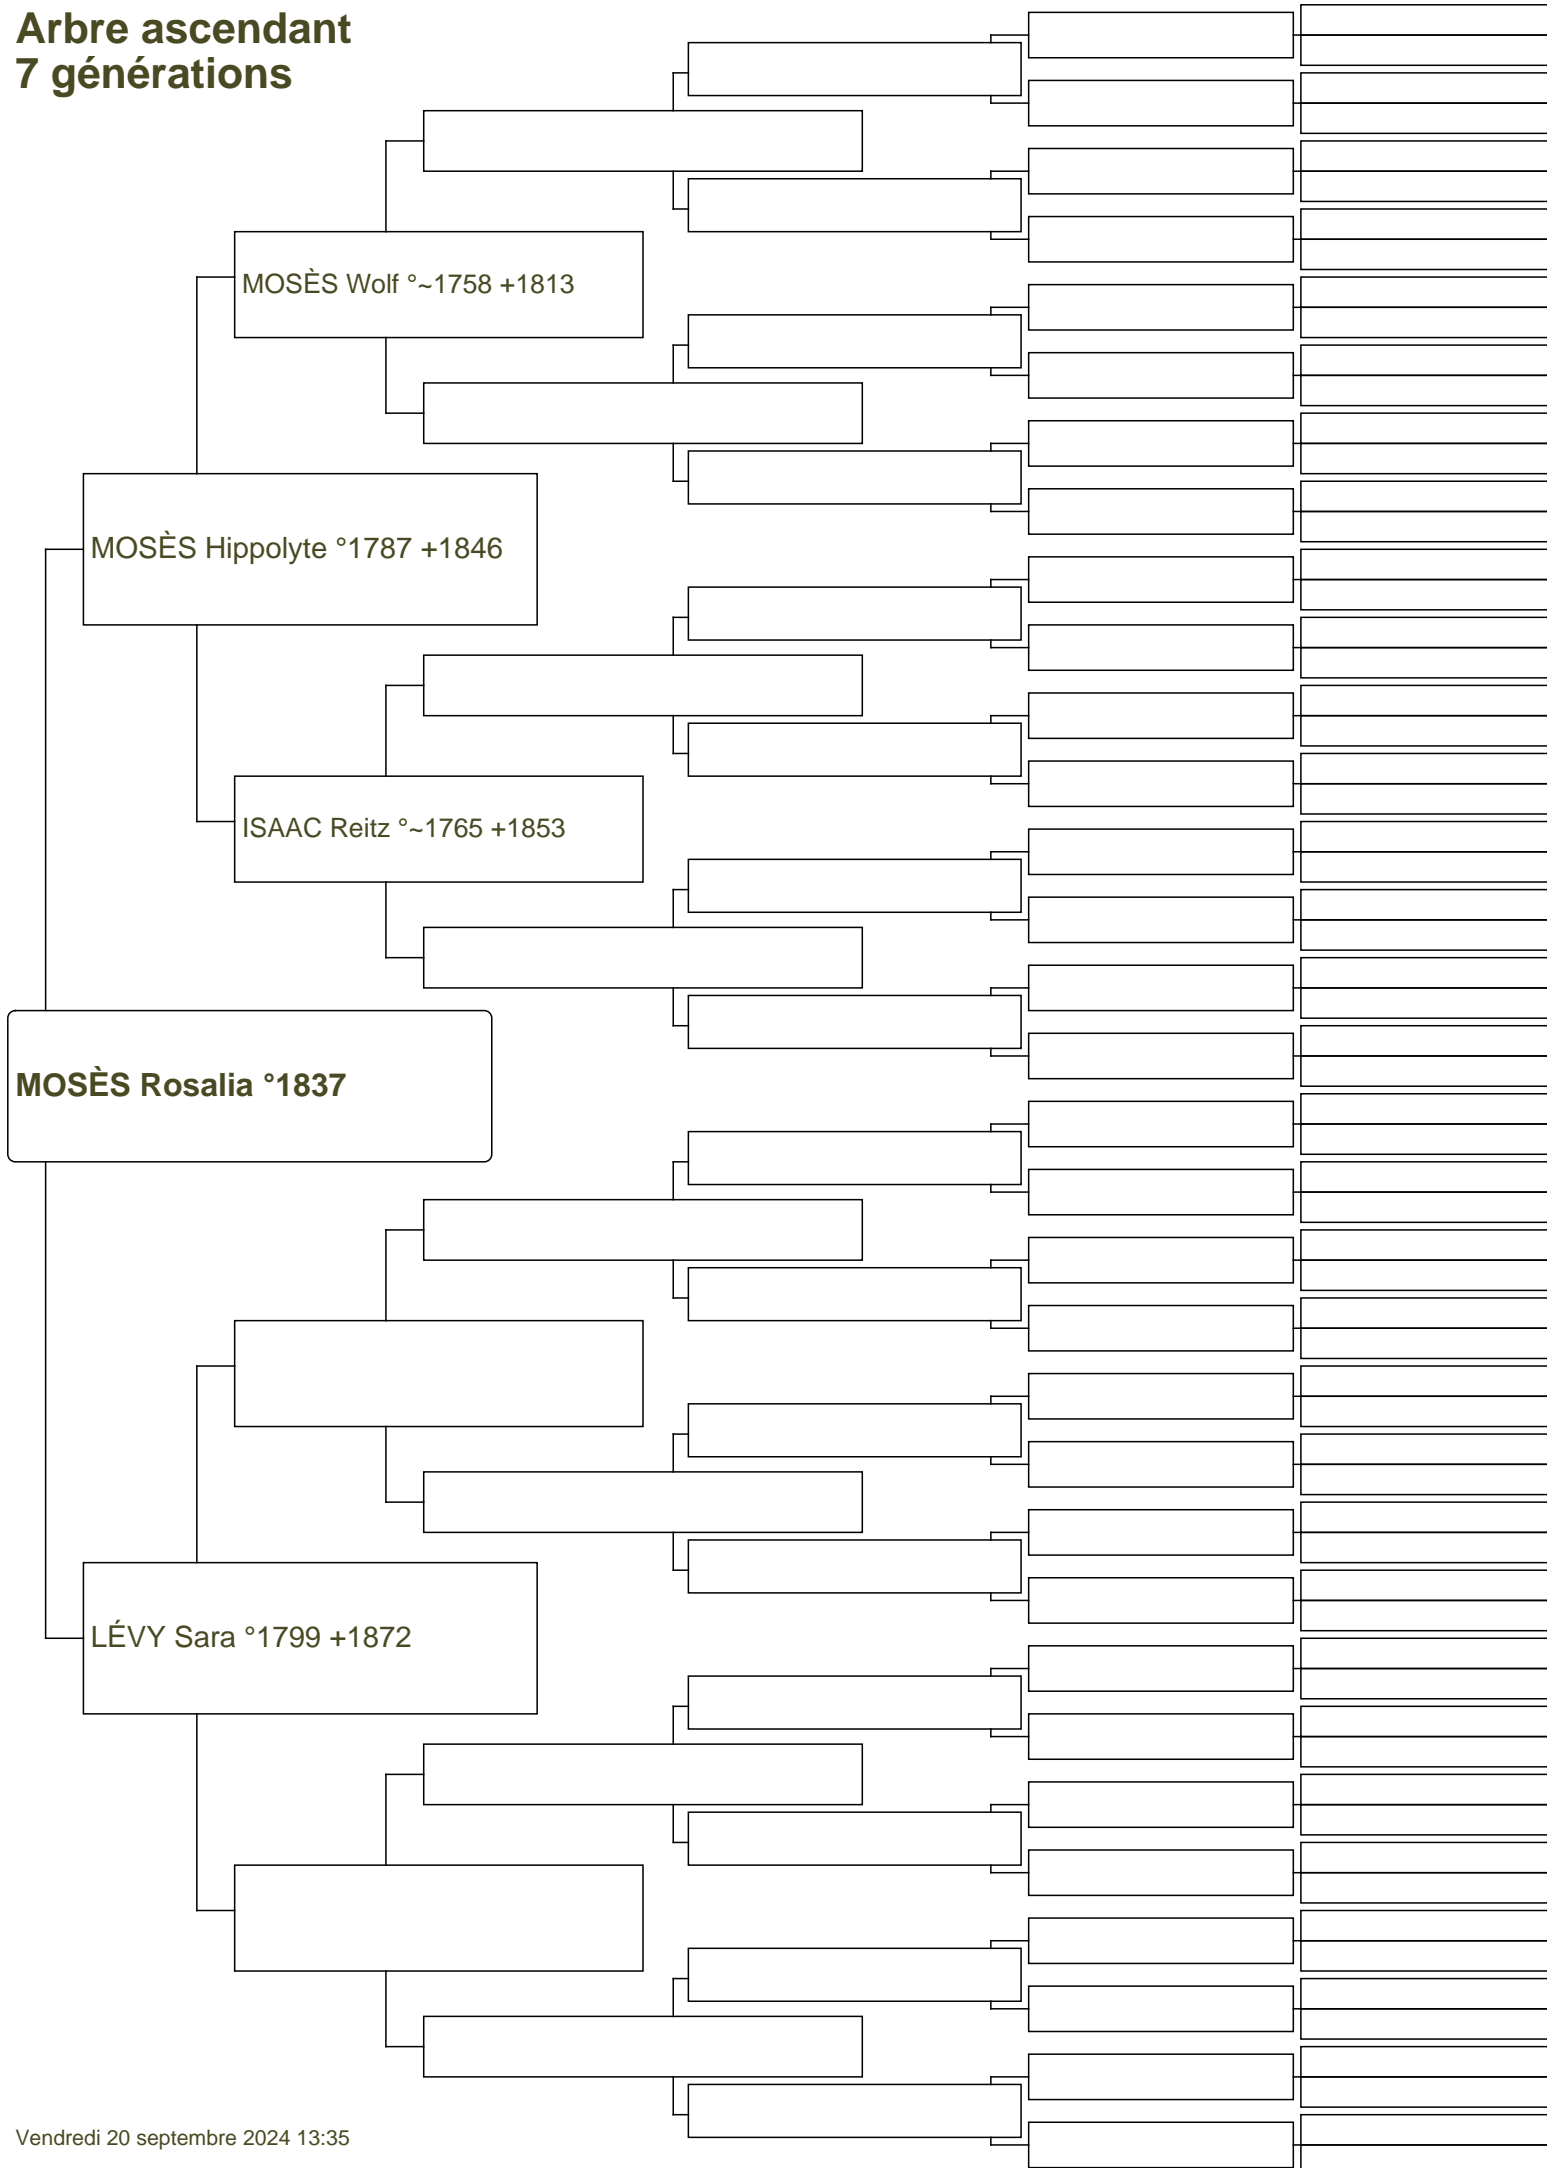 Arbre ascendant
7 générations
MOSÈS Wolf °~1758 +1813
MOSÈS Hippolyte °1787 +1846
ISAAC Reitz °~1765 +1853
MOSÈS Rosalia °1837
LÉVY Sara °1799 +1872
Vendredi 20 septembre 2024 13:35